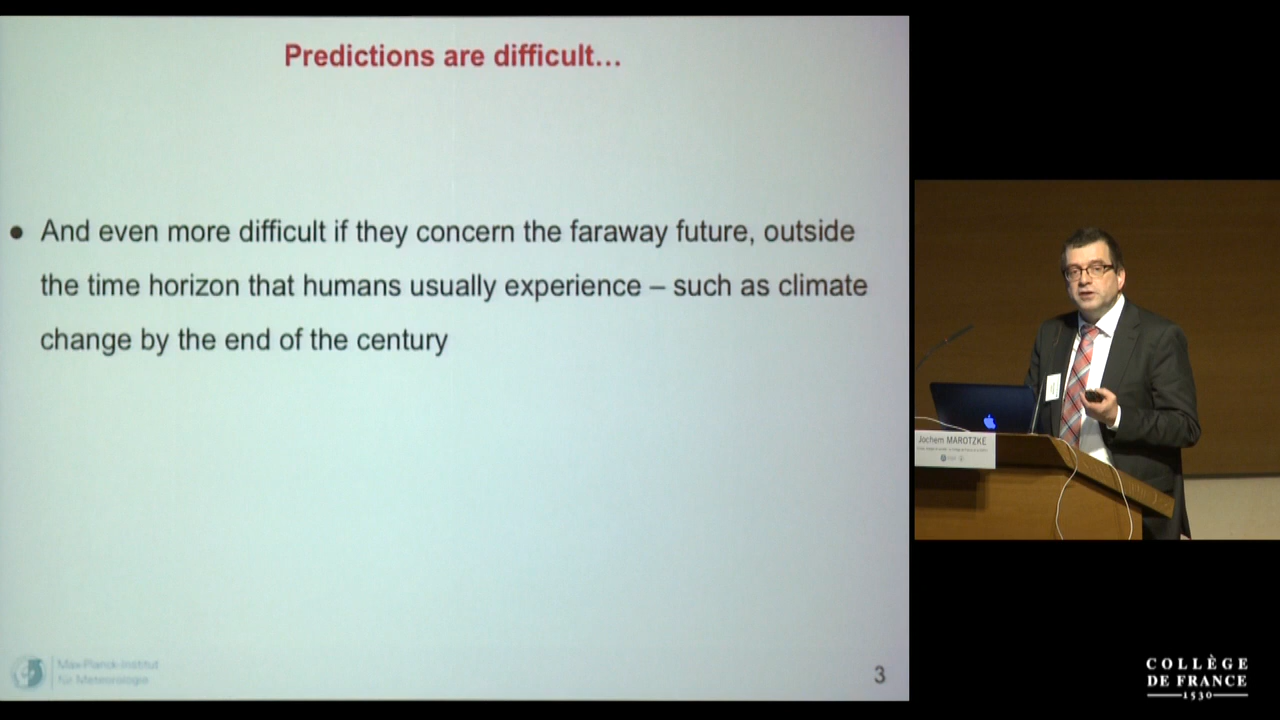 Predictions are difficult...
● And even more difficult if they concern the faraway future, outside
the time horizon that humans usually experience – such as climate
change by the end of the century
Max-Planck-Institut
für Meteorologie
3
Jochem MAROTZKE
COLLÈGE
DE FRANCE
1530